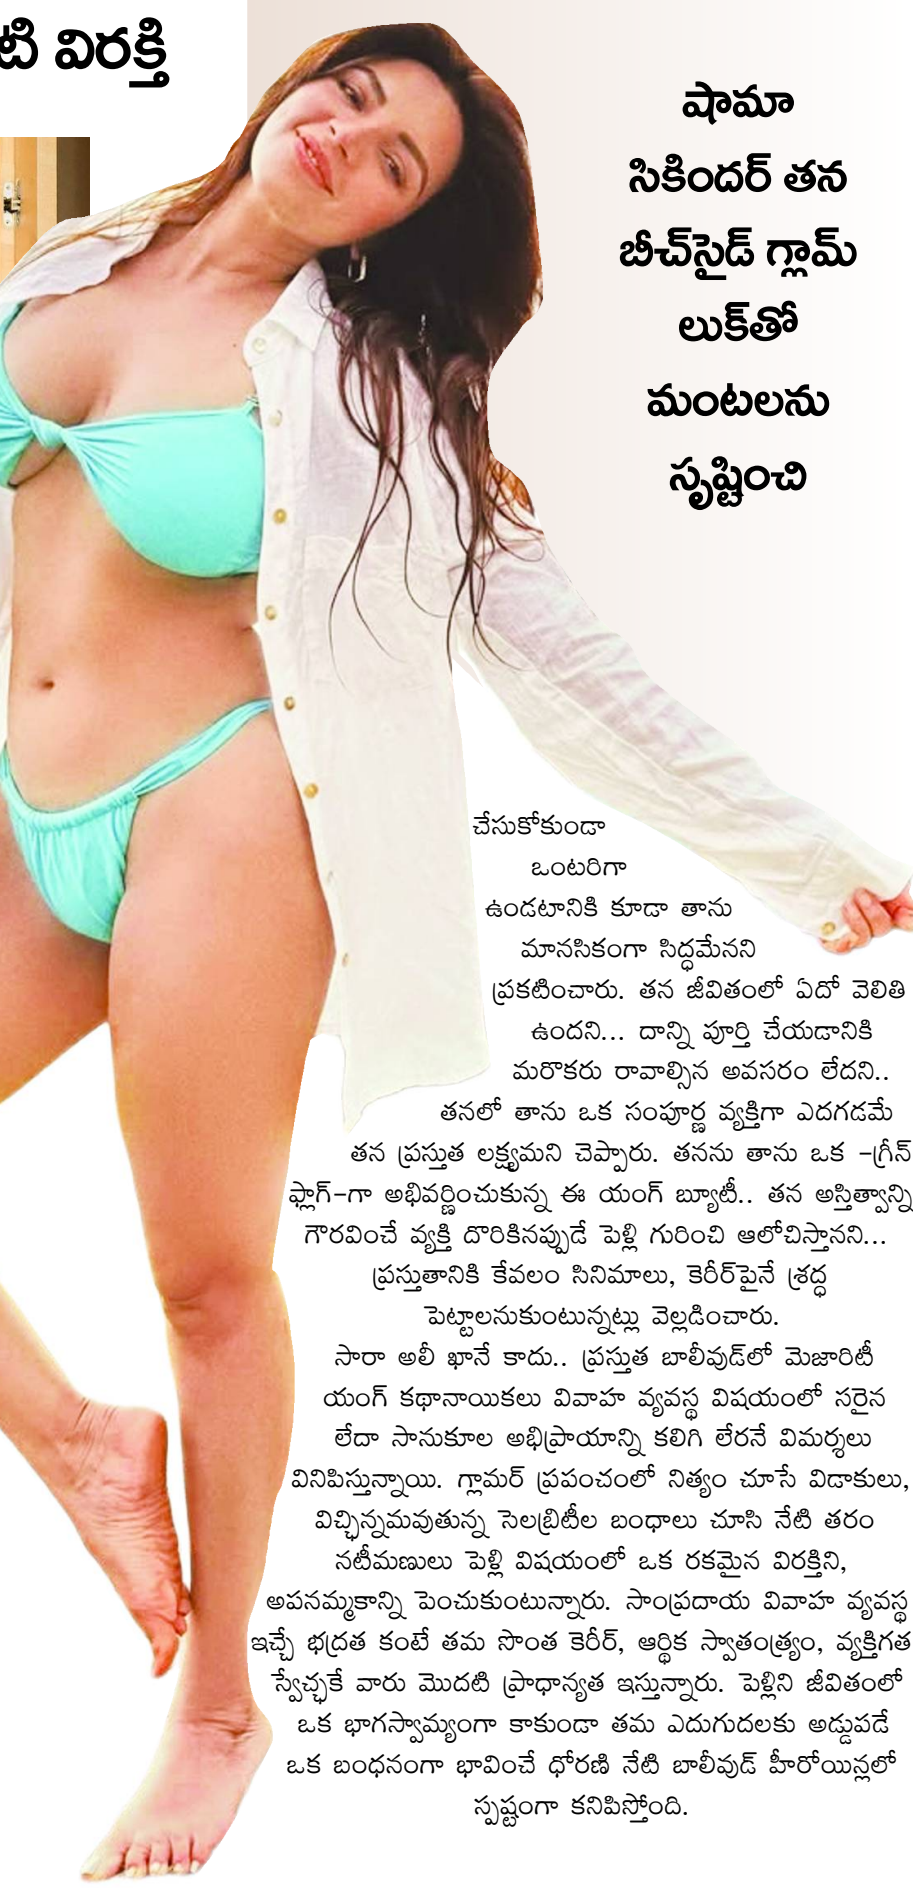 టి విరక్తి
షామా
సికిందర్ తన
బీచ్‌సైడ్ గ్లామ్
లుక్‌తో
మంటలను
సృష్టించి
చేసుకోకుండా
ఒంటరిగా
ఉండటానికి కూడా తాను
మానసికంగా సిద్ధమేనని
ప్రకటించారు. తన జీవితంలో ఏదో వెలితి
ఉందని... దాన్ని పూర్తి చేయడానికి
మరొకరు రావాల్సిన అవసరం లేదని..
తనలో తాను ఒక సంపూర్ణ వ్యక్తిగా ఎదగడమే
తన ప్రస్తుత లక్ష్యమని చెప్పారు. తనను తాను ఒక -గ్రీన్
ఫ్లాగ్-గా అభివర్ణించుకున్న ఈ యంగ్ బ్యూటీ.. తన అస్తిత్వాన్ని
గౌరవించే వ్యక్తి దొరికినప్పుడే పెళ్లి గురించి ఆలోచిస్తానని...
ప్రస్తుతానికి కేవలం సినిమాలు, కెరీర్‌పైనే శ్రద్ధ
పెట్టాలనుకుంటున్నట్లు వెల్లడించారు.
సారా అలీ ఖానే కాదు.. ప్రస్తుత బాలీవుడ్‌లో మెజారిటీ
యంగ్ కథానాయికలు వివాహ వ్యవస్థ విషయంలో సరైన
లేదా సానుకూల అభిప్రాయాన్ని కలిగి లేరనే విమర్శలు
వినిపిస్తున్నాయి. గ్లామర్ ప్రపంచంలో నిత్యం చూసే విడాకులు,
విచ్ఛిన్నమవుతున్న సెలబ్రిటీల బంధాలు చూసి నేటి తరం
నటీమణులు పెళ్లి విషయంలో ఒక రకమైన విరక్తిని,
అపనమ్మకాన్ని పెంచుకుంటున్నారు. సాంప్రదాయ వివాహ వ్యవస్థ
ఇచ్చే భద్రత కంటే తమ సొంత కెరీర్, ఆర్థిక స్వాతంత్ర్యం, వ్యక్తిగత
స్వేచ్ఛకే వారు మొదటి ప్రాధాన్యత ఇస్తున్నారు. పెళ్లిని జీవితంలో
ఒక భాగస్వామ్యంగా కాకుండా తమ ఎదుగుదలకు అడ్డుపడే
ఒక బంధనంగా భావించే ధోరణి నేటి బాలీవుడ్ హీరోయిన్లలో
స్పష్టంగా కనిపిస్తోంది.